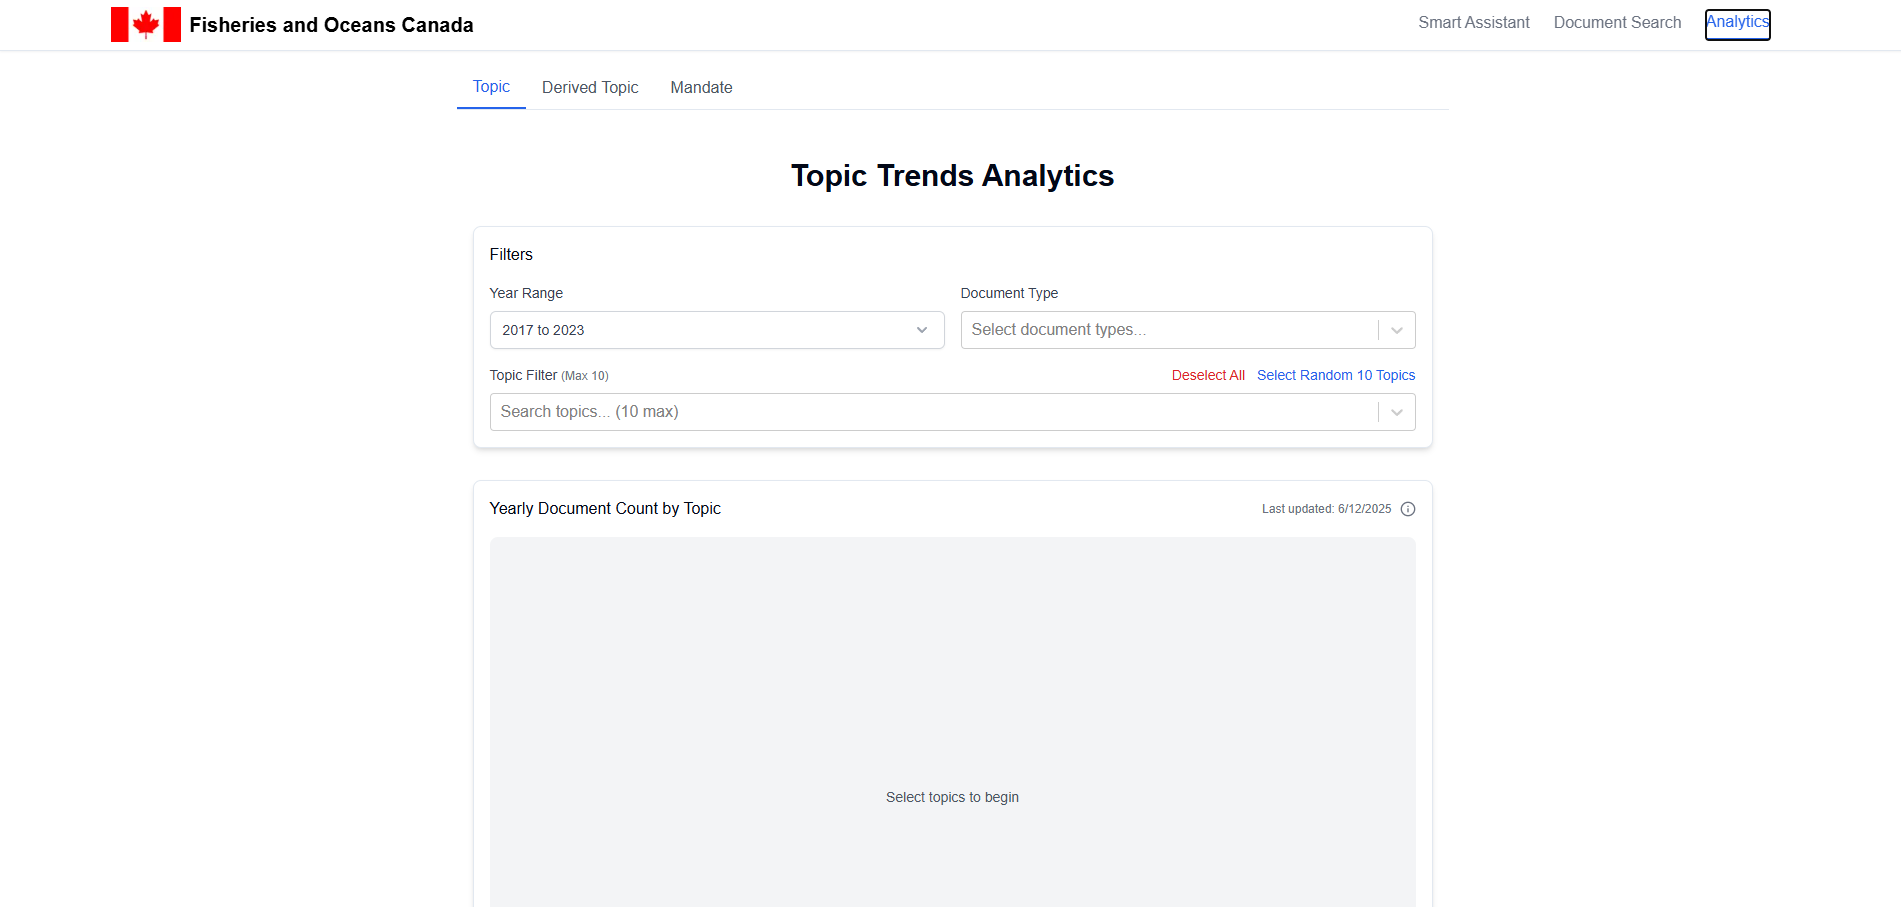 Fisheries and Oceans Canada
Smart Assistant Document Search Analytics
Topic Derived Topic Mandate
Topic Trends Analytics
Filters
Year Range Document Type
2017 to 2023 Select document types...
Topic Filter (Max 10) Deselect All Select Random 10 Topics
Search topics... (10 max)
Yearly Document Count by Topic Last updated: 6/12/2025
Select topics to begin